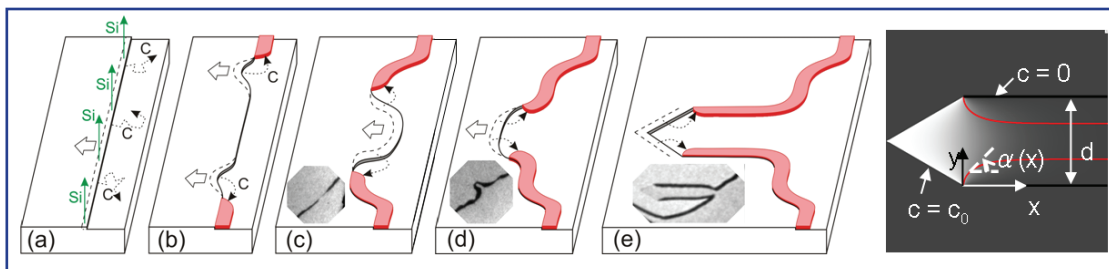 Si
Si
Si
Si
C
C
C
(a)
C
C
(b)
(c)
(d)
(e)
c = 0
d
y
α (x)
x
c = c₀